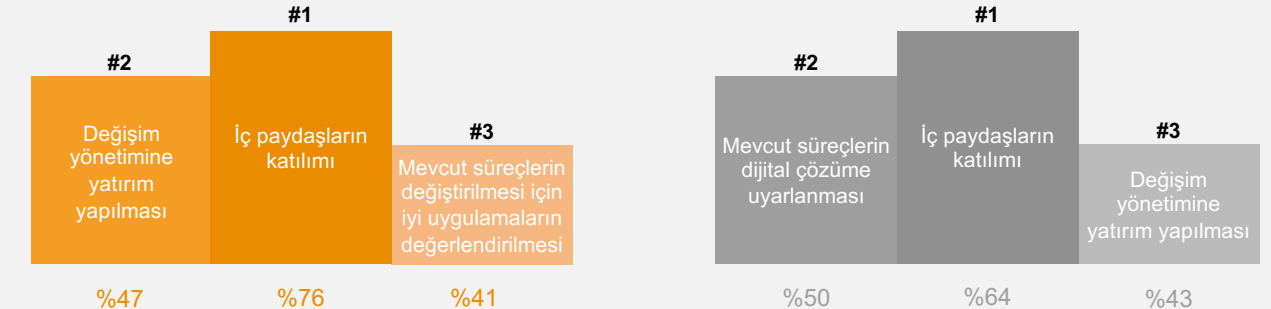 #1
#2
Değişim
yönetimine
yatırım
yapılması
İç paydaşların
katılımı
#3
Mevcut süreçlerin
değiştirilmesi için
iyi uygulamaların
değerlendirilmesi
%47
%76
%41
#1
#2
Mevcut süreçlerin
dijital çözüme
uyarlanması
İç paydaşların
katılımı
#3
Değişim
yönetimine
yatırım yapılması
%50
%64
%43